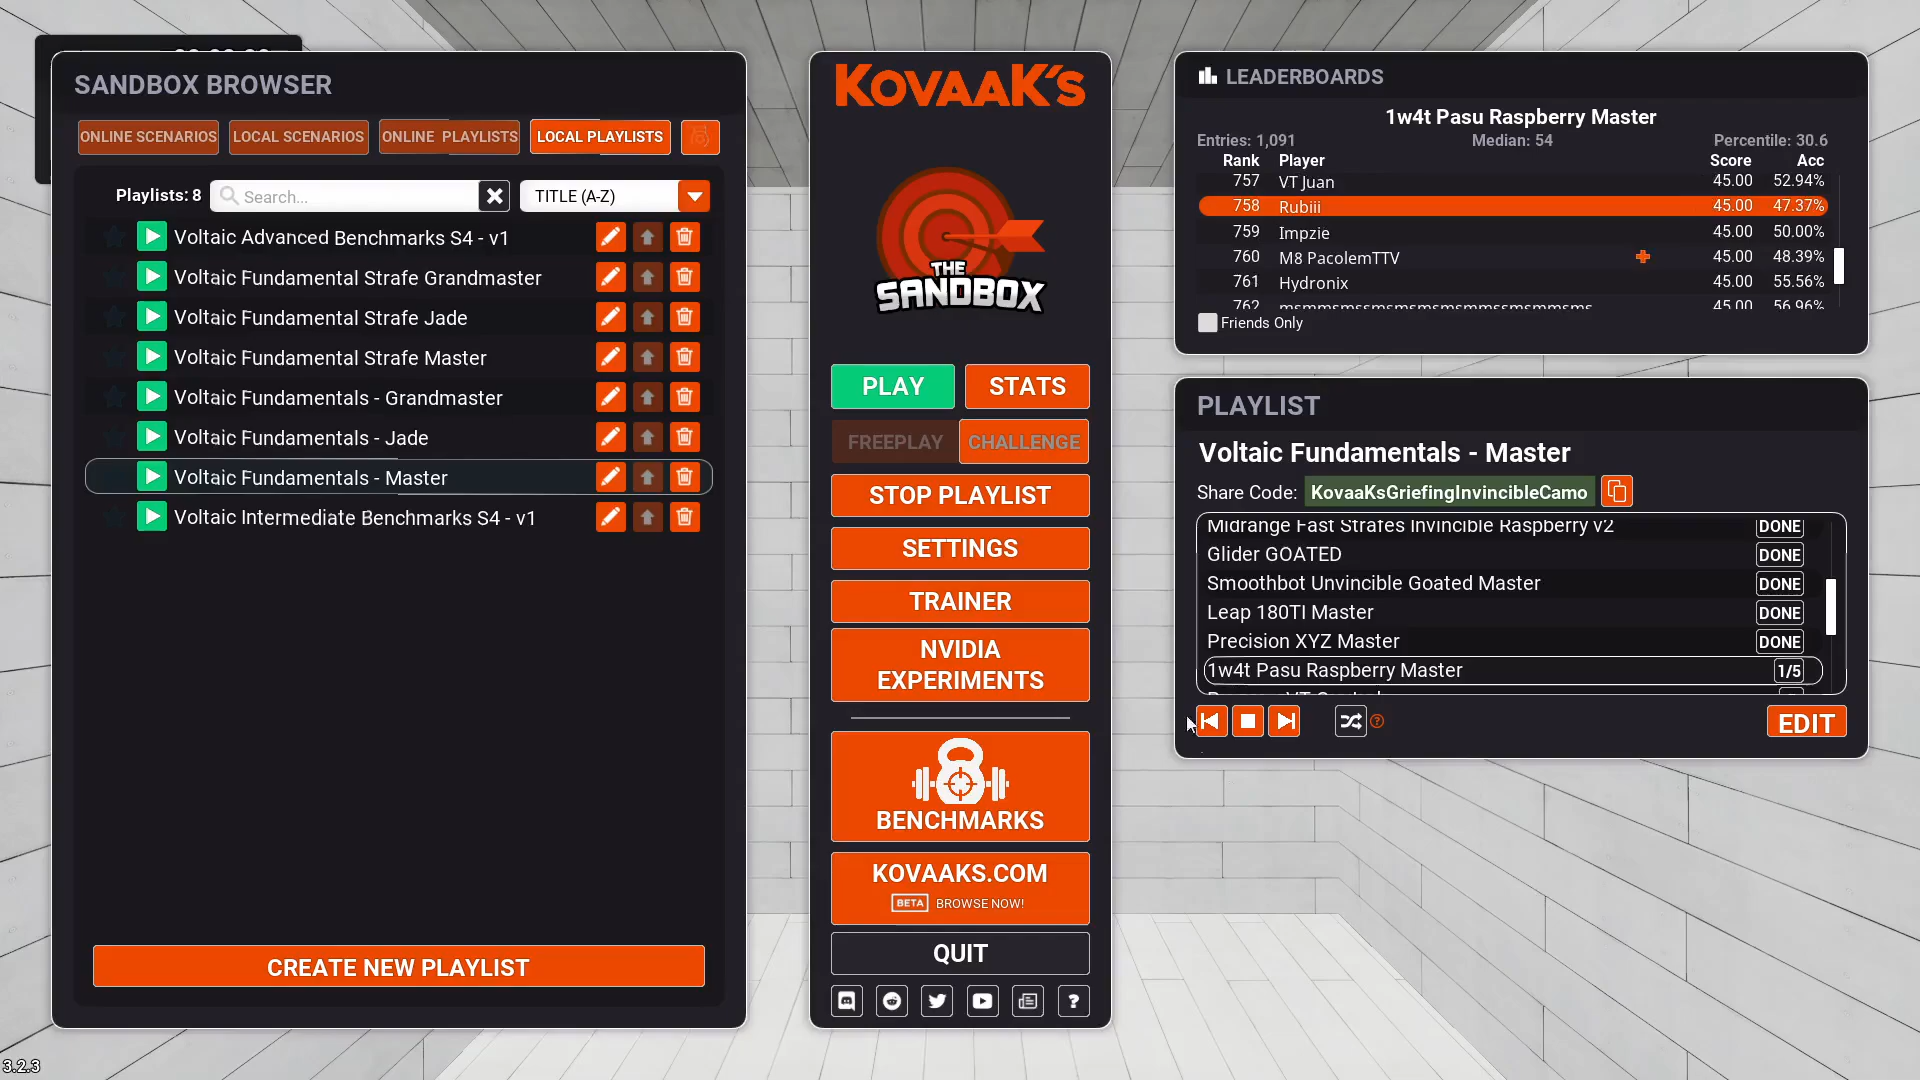 SANDBOX BROWSER
ONLINE SCENARIOS
LOCAL SCENARIOS
ONLINE PLAYLISTS
LOCAL PLAYLISTS
Playlists: 8
Search...
TITLE (A-Z)
Voltaic Advanced Benchmarks S4 - v1
Voltaic Fundamental Strafe Grandmaster
Voltaic Fundamental Strafe Jade
Voltaic Fundamental Strafe Master
Voltaic Fundamentals - Grandmaster
Voltaic Fundamentals - Jade
Voltaic Fundamentals - Master
Voltaic Intermediate Benchmarks S4 - v1
CREATE NEW PLAYLIST
3.2.3
KOVAAK'S
THE
SANDBOX
PLAY
STATS
FREEPLAY
CHALLENGE
STOP PLAYLIST
SETTINGS
TRAINER
NVIDIA
EXPERIMENTS
BENCHMARKS
KOVAAKS.COM
BETA BROWSE NOW!
QUIT
?
LEADERBOARDS
1w4t Pasu Raspberry Master
Entries: 1,091 Median: 54 Percentile: 30.6
Rank Player Score Acc
757 VT Juan 45.00 52.94%
758 Rubiii 45.00 47.37%
759 Impzie 45.00 50.00%
760 M8 PacolemTTV 45.00 48.39%
761 Hydronix 45.00 55.56%
762 45.00 56.96%
Friends Only
PLAYLIST
Voltaic Fundamentals - Master
Share Code: KovaaKsGriefingInvincibleCamo
Midrange Fast Strafes Invincible Raspberry v2 DONE
Glider GOATED DONE
Smoothbot Unvincible Goated Master DONE
Leap 180TI Master DONE
Precision XYZ Master DONE
1w4t Pasu Raspberry Master 1/5
?
EDIT